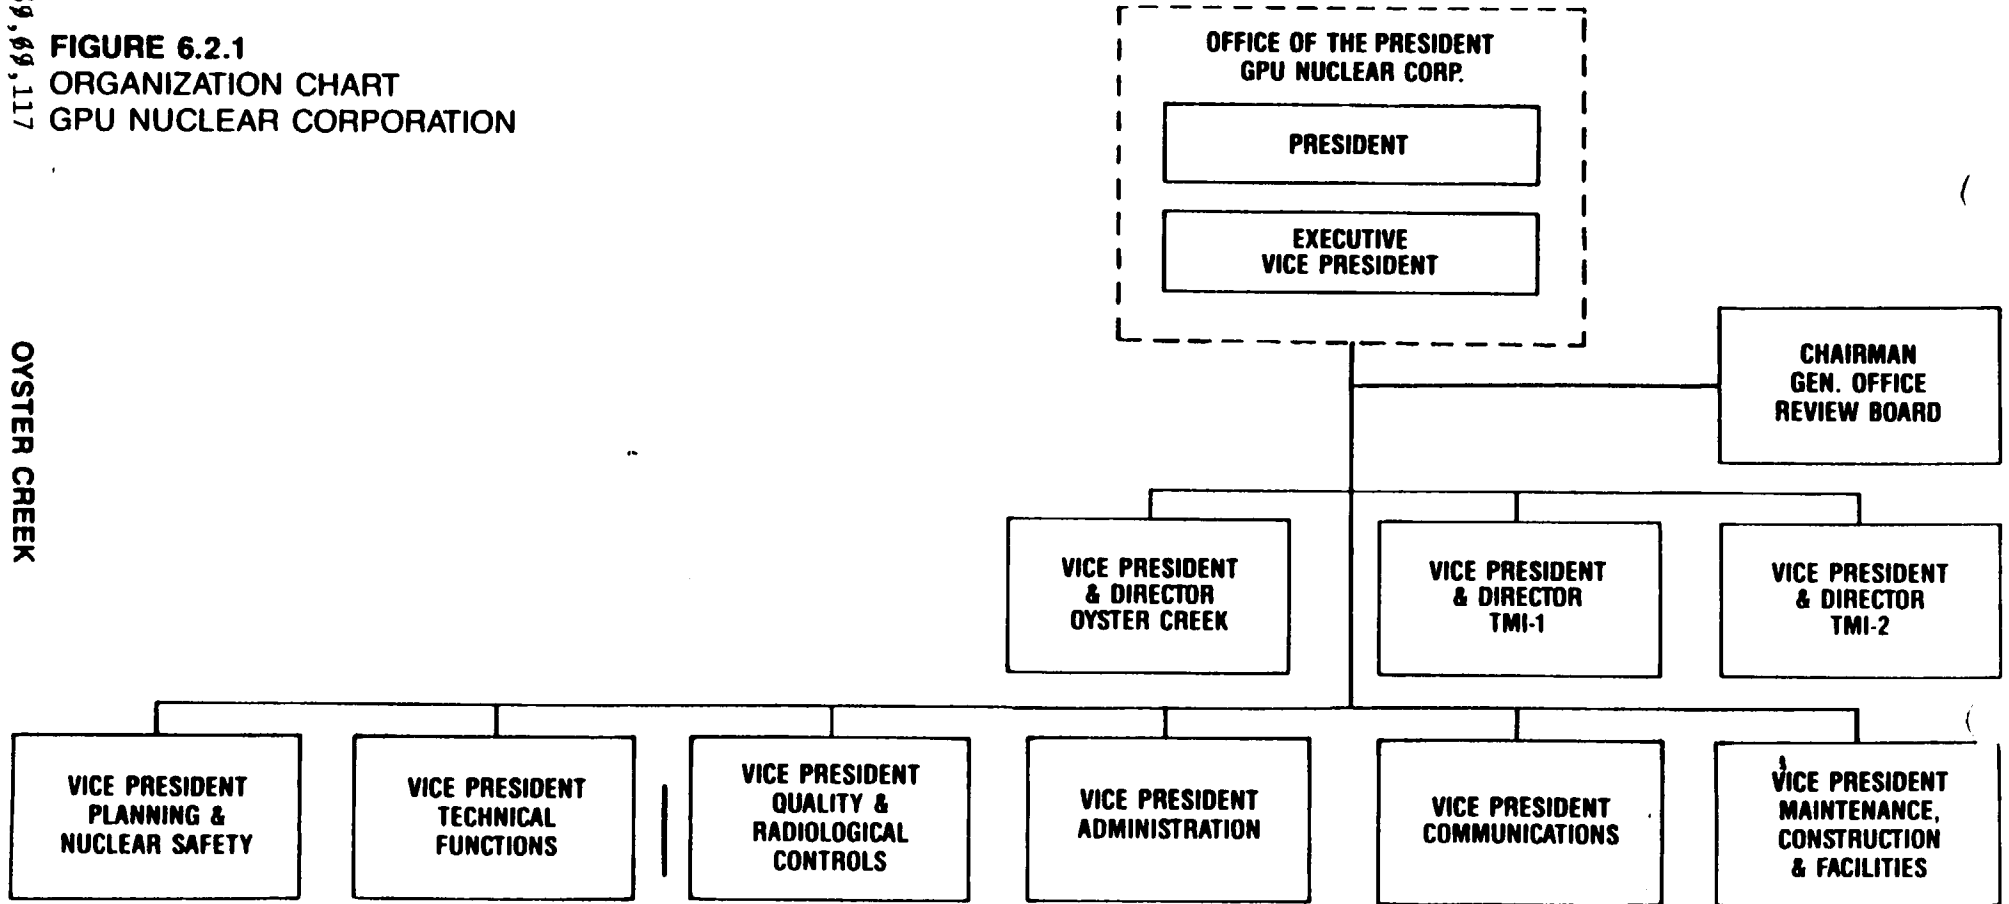 FIGURE 6.2.1
ORGANIZATION CHART
GPU NUCLEAR CORPORATION
OFFICE OF THE PRESIDENT
GPU NUCLEAR CORP.
PRESIDENT
EXECUTIVE
VICE PRESIDENT
CHAIRMAN
GEN. OFFICE
REVIEW BOARD
OYSTER CREEK
VICE PRESIDENT
& DIRECTOR
OYSTER CREEK
VICE PRESIDENT
& DIRECTOR
TMI-1
VICE PRESIDENT
& DIRECTOR
TMI-2
VICE PRESIDENT
PLANNING &
NUCLEAR SAFETY
VICE PRESIDENT
TECHNICAL
FUNCTIONS
VICE PRESIDENT
QUALITY &
RADIOLOGICAL
CONTROLS
VICE PRESIDENT
ADMINISTRATION
VICE PRESIDENT
COMMUNICATIONS
VICE PRESIDENT
MAINTENANCE,
CONSTRUCTION
& FACILITIES
117